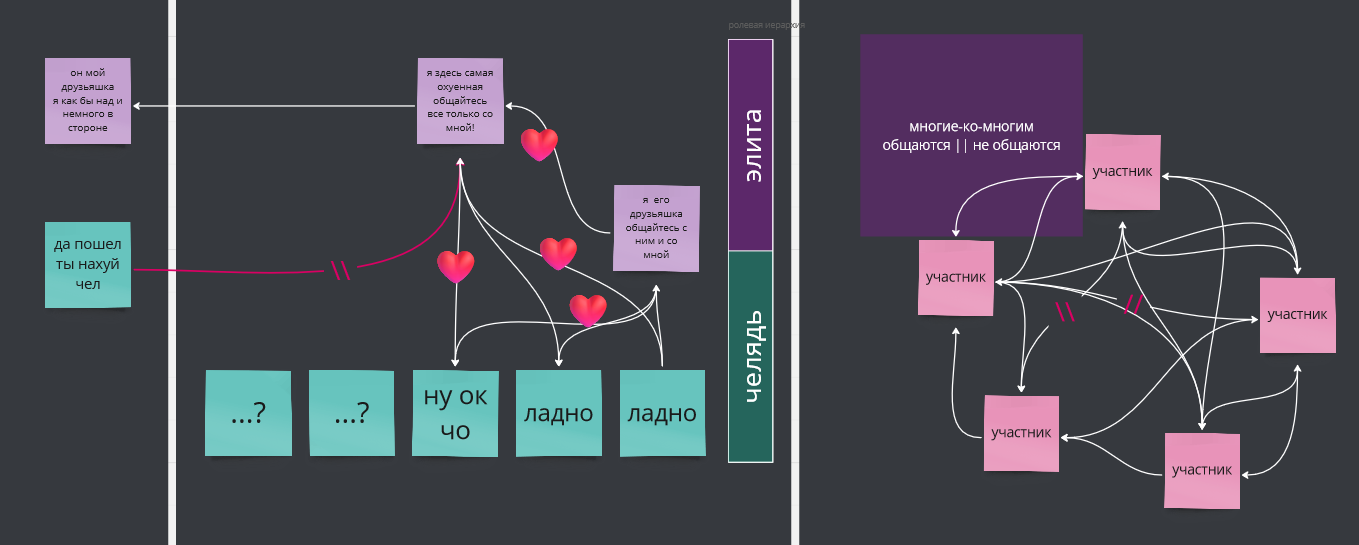 ролевая иерархия
он мой
друзьяшка
я как бы над и
немного в
стороне
я здесь самая
охуенная
общайтесь
все только со
мной!
элита
я его
друзьяшка
общайтесь с
ним и со
мной
да пошел
ты нахуй
чел
челядь
...?
...?
ну ок
чо
ладно
ладно
многие-ко-многим
общаются || не общаются
участник
участник
участник
участник
участник